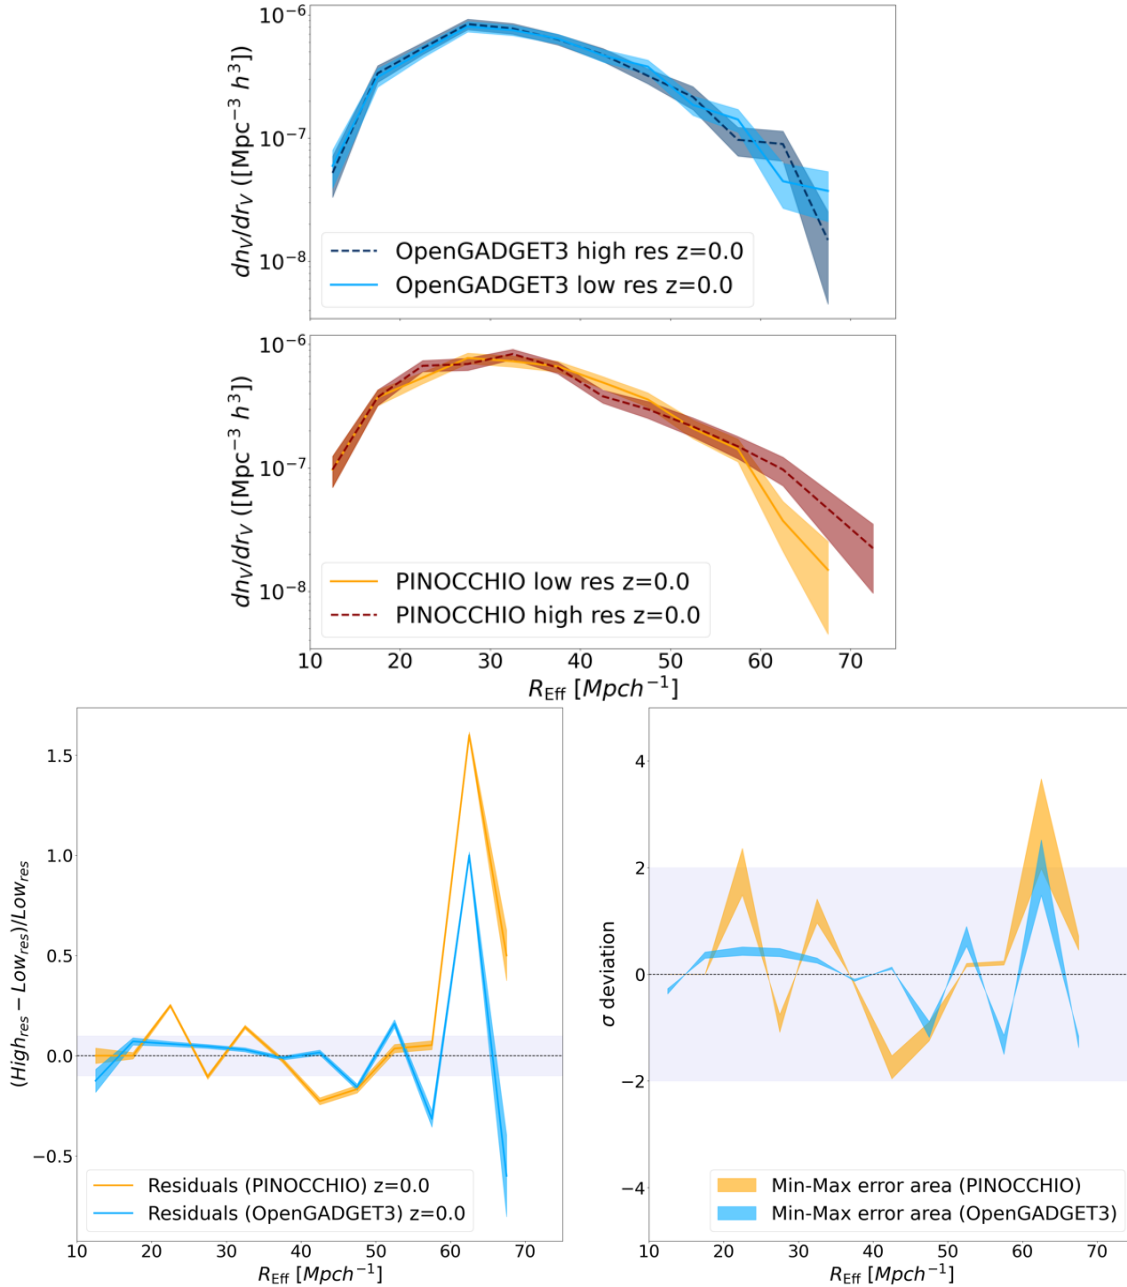 10⁻⁶
10⁻⁷
10⁻⁸
dn_V/dr_V ([Mpc⁻³ h³])
OpenGADGET3 high res z=0.0
OpenGADGET3 low res z=0.0
10⁻⁶
10⁻⁷
10⁻⁸
dn_V/dr_V ([Mpc⁻³ h³])
PINOCCHIO low res z=0.0
PINOCCHIO high res z=0.0
10 20 30 40 50 60 70
R_Eff [Mpch⁻¹]
1.5
1.0
0.5
0.0
−0.5
(High_res − Low_res)/Low_res
Residuals (PINOCCHIO) z=0.0
Residuals (OpenGADGET3) z=0.0
10 20 30 40 50 60 70
R_Eff [Mpch⁻¹]
4
2
0
−2
−4
σ deviation
Min-Max error area (PINOCCHIO)
Min-Max error area (OpenGADGET3)
10 20 30 40 50 60 70
R_Eff [Mpch⁻¹]